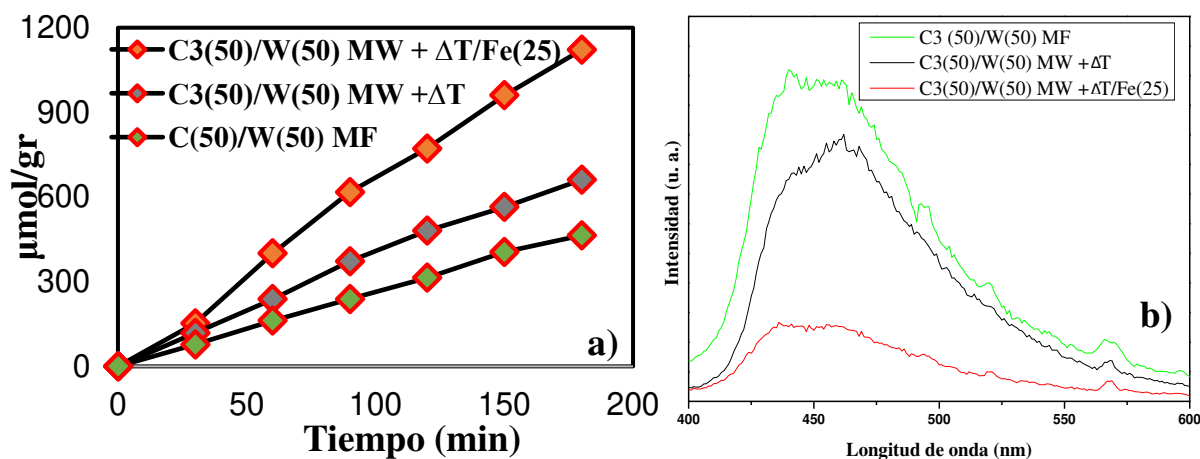 1200
900
600
300
0
µmol/gr
C3(50)/W(50) MW + ΔT/Fe(25)
C3(50)/W(50) MW +ΔT
C(50)/W(50) MF
a)
0 50 100 150 200
Tiempo (min)
Intensidad (u. a.)
C3 (50)/W(50) MF
C3(50)/W(50) MW +ΔT
C3(50)/W(50) MW +ΔT/Fe(25)
b)
400 450 500 550 600
Longitud de onda (nm)